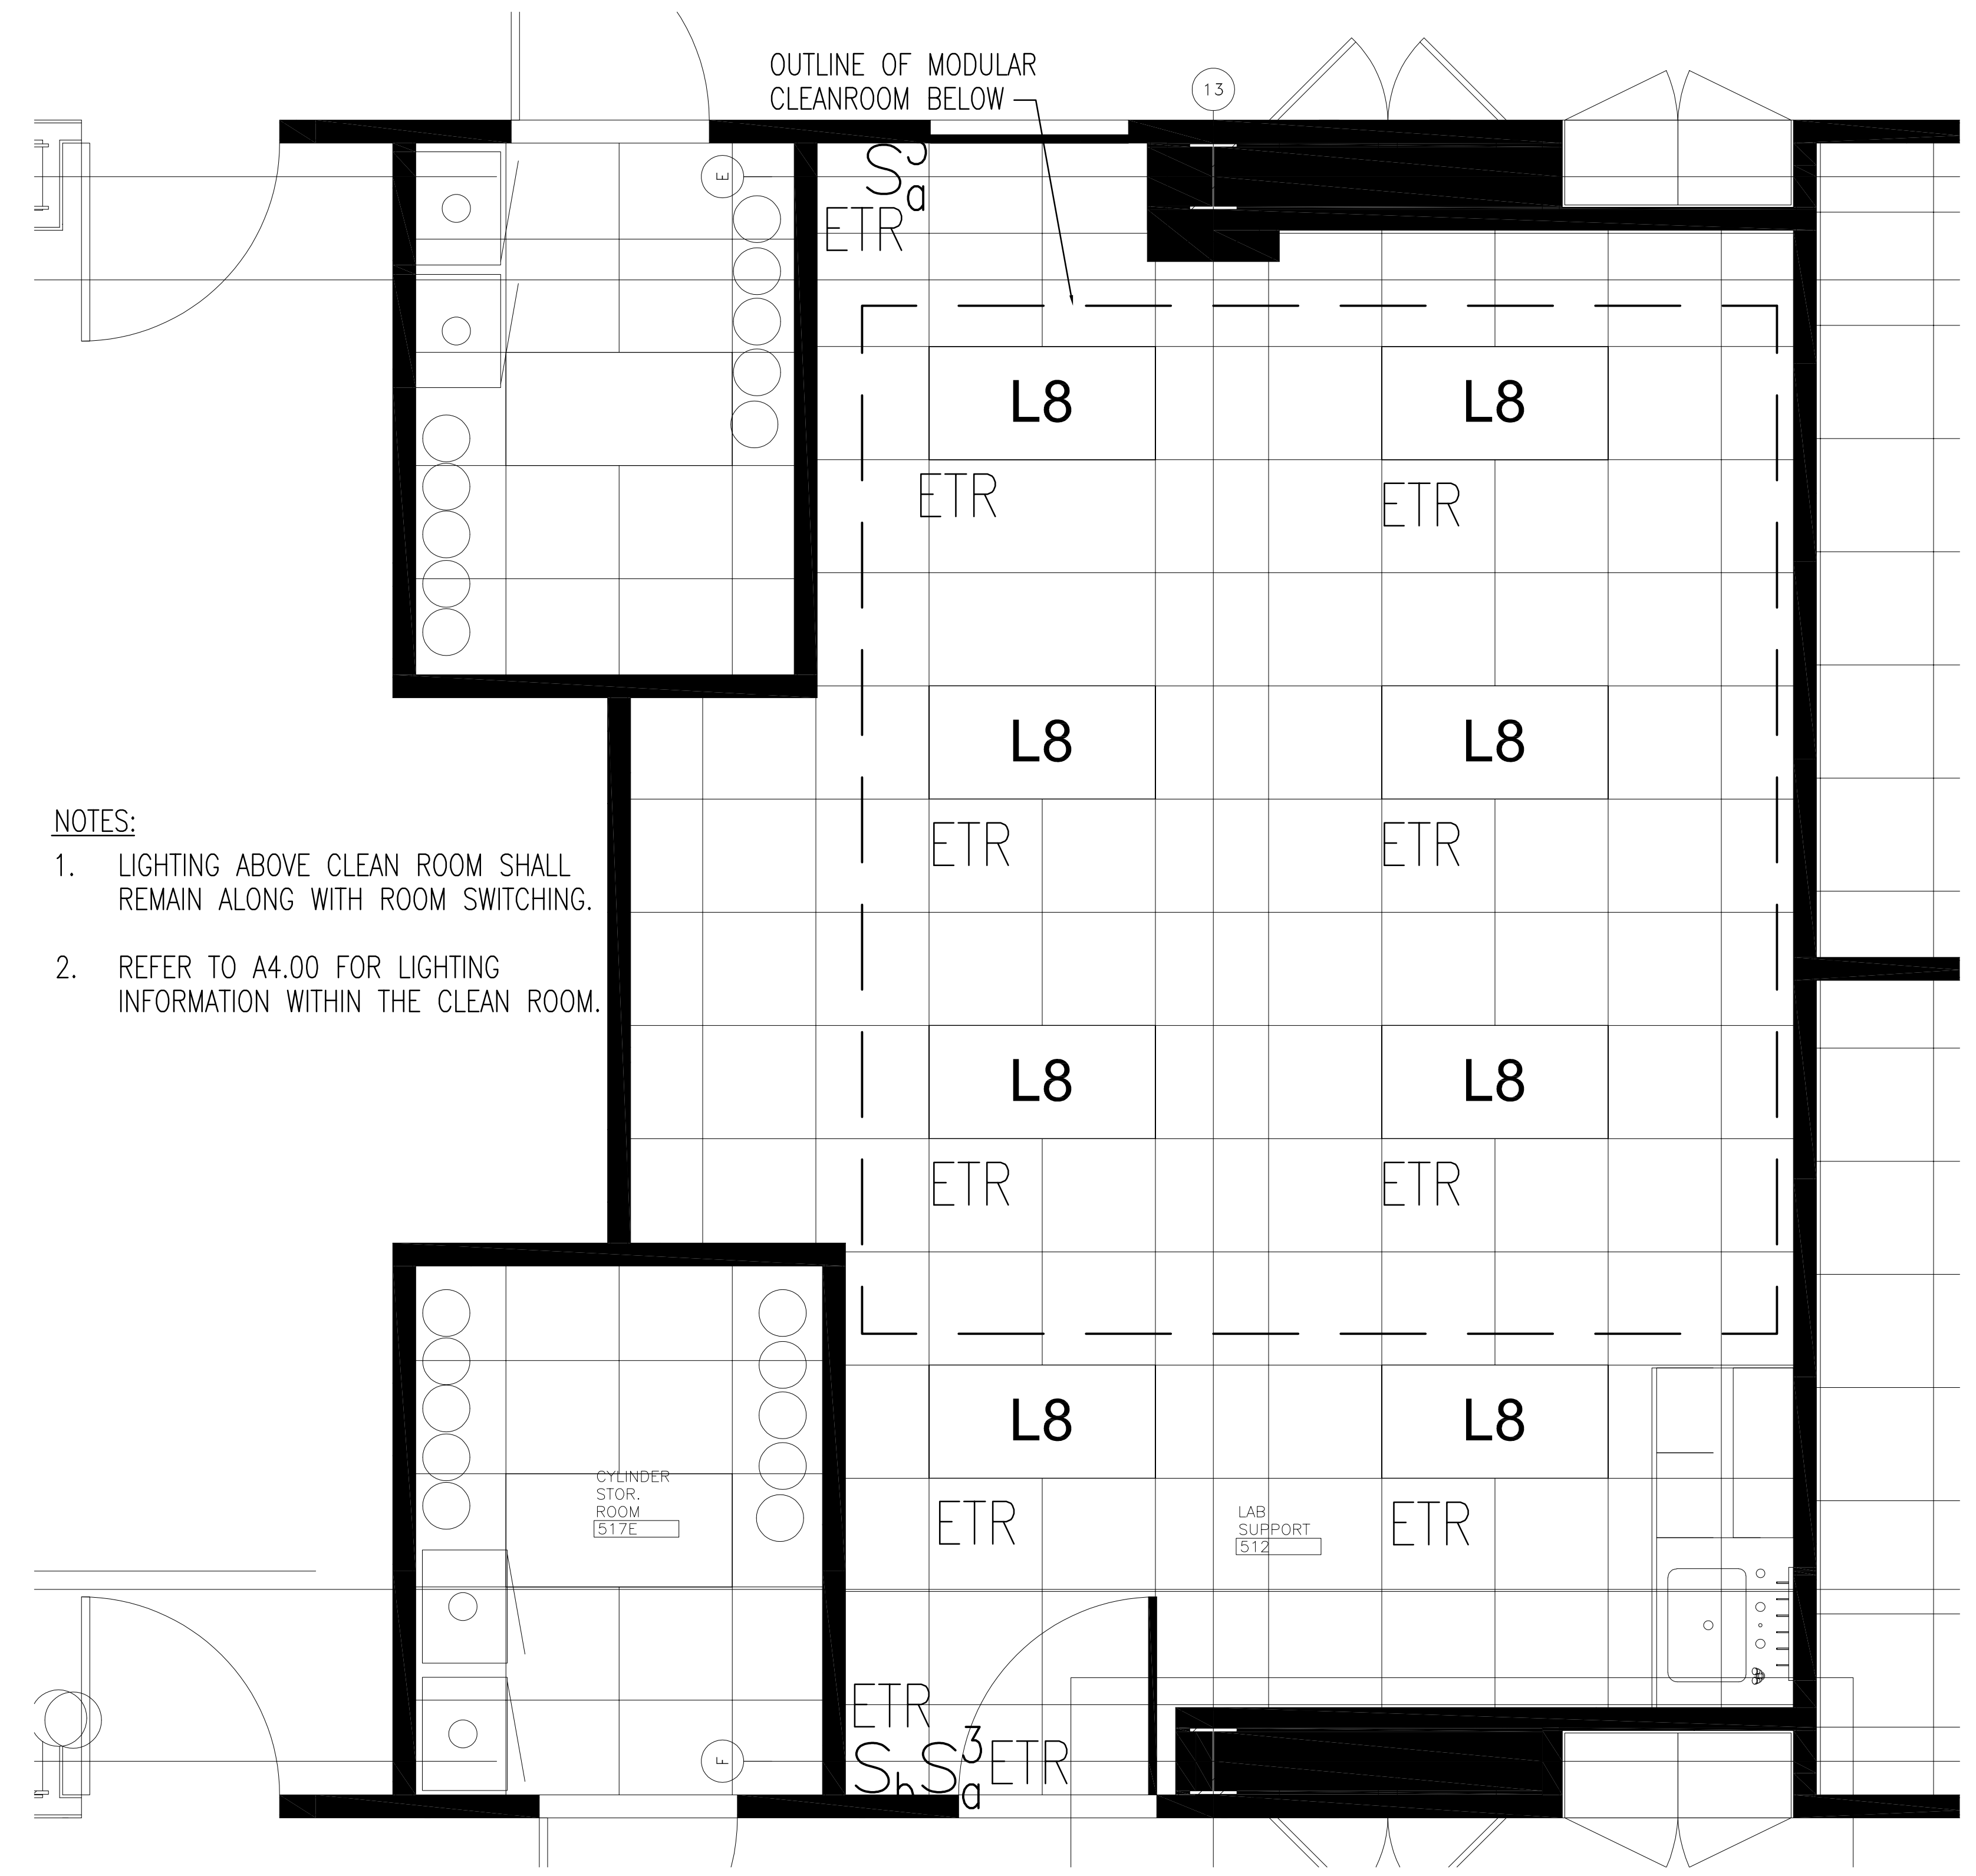 OUTLINE OF MODULAR
CLEANROOM BELOW
13
E
S3a
ETR
L8 L8
ETR ETR
L8 L8
NOTES:
1. LIGHTING ABOVE CLEAN ROOM SHALL
REMAIN ALONG WITH ROOM SWITCHING.
2. REFER TO A4.00 FOR LIGHTING
INFORMATION WITHIN THE CLEAN ROOM.
ETR ETR
L8 L8
ETR ETR
L8 L8
CYLINDER
STOR.
ROOM
517E
ETR ETR
LAB
SUPPORT
512
ETR
SbS3a ETR
F